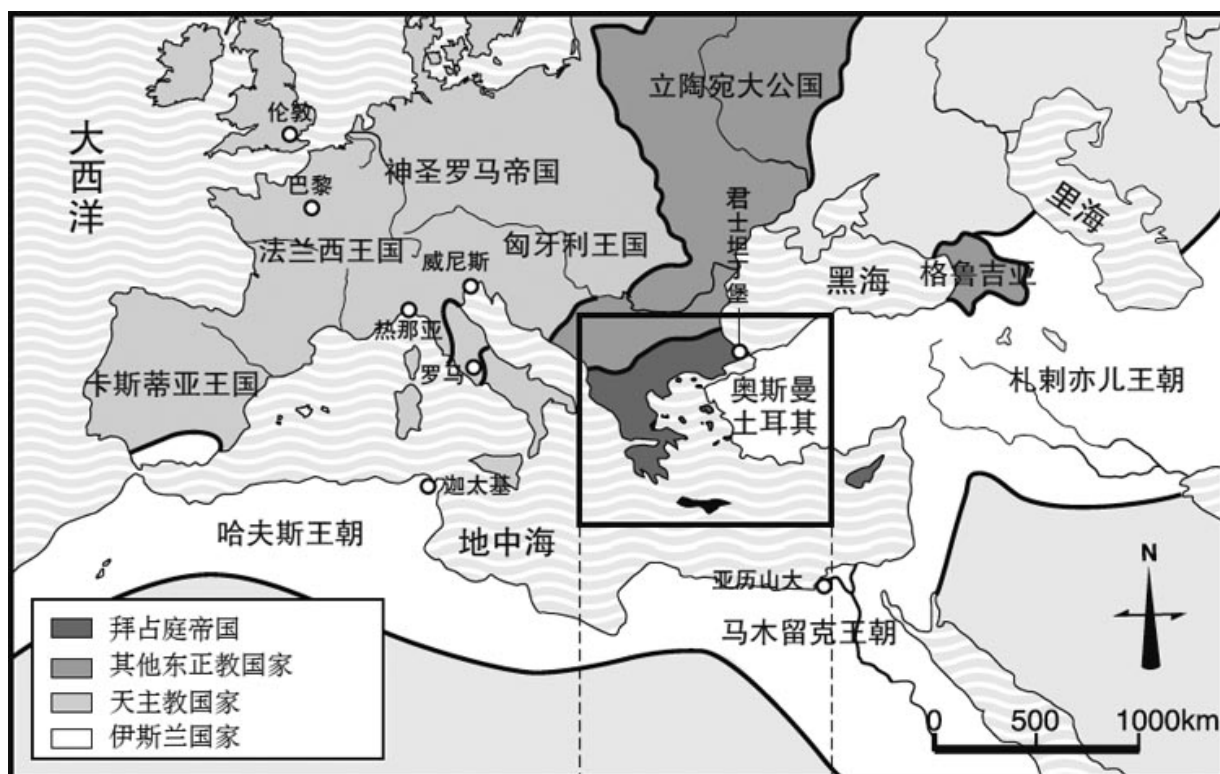 立陶宛大公国
伦敦
大西洋
神圣罗马帝国
巴黎
君士坦丁堡
里海
法兰西王国
匈牙利王国
威尼斯
黑海
格鲁吉亚
热那亚
罗马
卡斯蒂亚王国
奥斯曼
土耳其
札剌亦儿王朝
迦太基
哈夫斯王朝
地中海
亚历山大
马木留克王朝
N
拜占庭帝国
其他东正教国家
天主教国家
伊斯兰国家
0 500 1000km